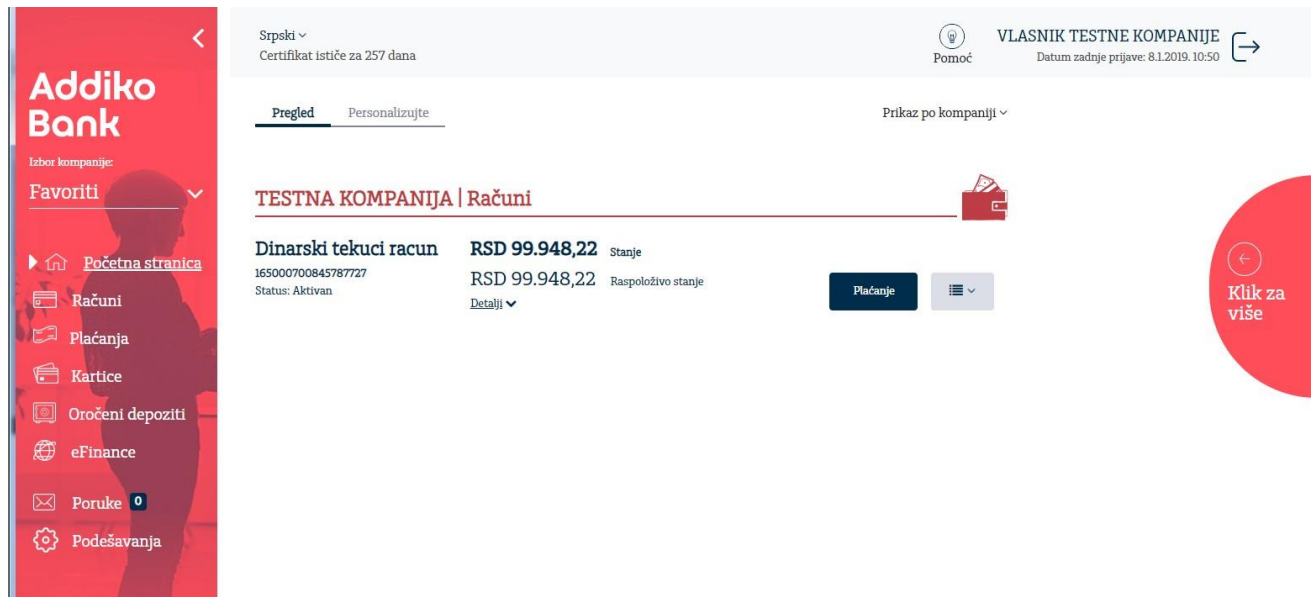 Addiko
Bank
Izbor kompanije:
Favoriti
Početna stranica
Računi
Plaćanja
Kartice
Oročeni depoziti
eFinance
Poruke 0
Podešavanja
Srpski
Certifikat ističe za 257 dana
Pomoć
VLASNIK TESTNE KOMPANIJE
Datum zadnje prijave: 8.1.2019. 10:50
Pregled Personalizujte
Prikaz po kompaniji
TESTNA KOMPANIJA | Računi
Dinarski tekuci racun
165000700845787727
Status: Aktivan
RSD 99.948,22 Stanje
RSD 99.948,22 Raspoloživo stanje
Detalji
Plaćanje
Klik za
više